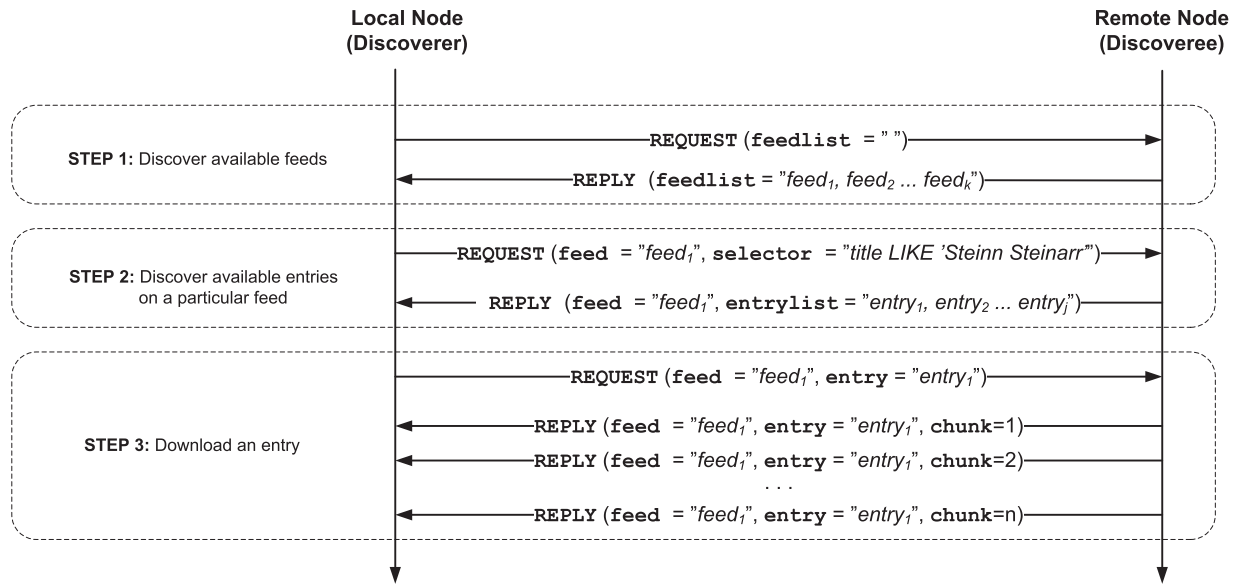 Local Node
(Discoverer)
Remote Node
(Discoveree)
STEP 1: Discover available feeds
REQUEST (feedlist = ” ”)
REPLY (feedlist = ”feed₁, feed₂ ... feedₖ”)
STEP 2: Discover available entries
on a particular feed
REQUEST (feed = ”feed₁”, selector = ”title LIKE ’Steinn Steinarr’”)
REPLY (feed = ”feed₁”, entrylist = ”entry₁, entry₂ ... entryⱼ”)
STEP 3: Download an entry
REQUEST (feed = ”feed₁”, entry = ”entry₁”)
REPLY (feed = ”feed₁”, entry = ”entry₁”, chunk=1)
REPLY (feed = ”feed₁”, entry = ”entry₁”, chunk=2)
. . .
REPLY (feed = ”feed₁”, entry = ”entry₁”, chunk=n)